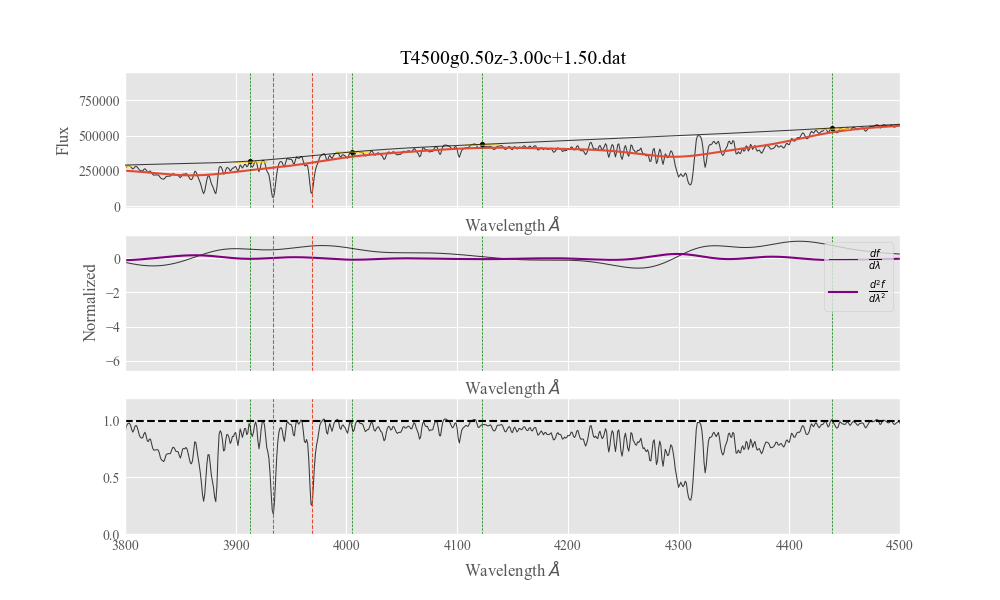 T4500g0.50z-3.00c+1.50.dat
750000
500000
250000
0
Flux
Wavelength Å
0
−2
−4
−6
Normalized
df
dλ
d²f
dλ²
Wavelength Å
1.0
0.5
0.0
3800 3900 4000 4100 4200 4300 4400 4500
Wavelength Å